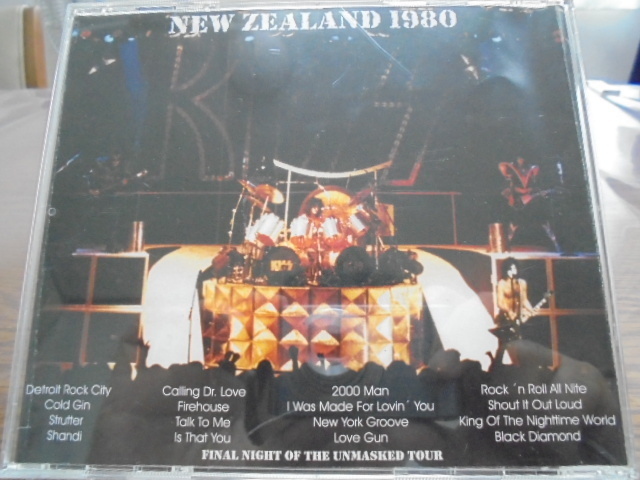 NEW ZEALAND 1980
KISS
KISS
Detroit Rock City
Cold Gin
Strutter
Shandi
Calling Dr. Love
Firehouse
Talk To Me
Is That You
2000 Man
I Was Made For Lovin´ You
New York Groove
Love Gun
Rock ´n Roll All Nite
Shout It Out Loud
King Of The Nighttime World
Black Diamond
FINAL NIGHT OF THE UNMASKED TOUR